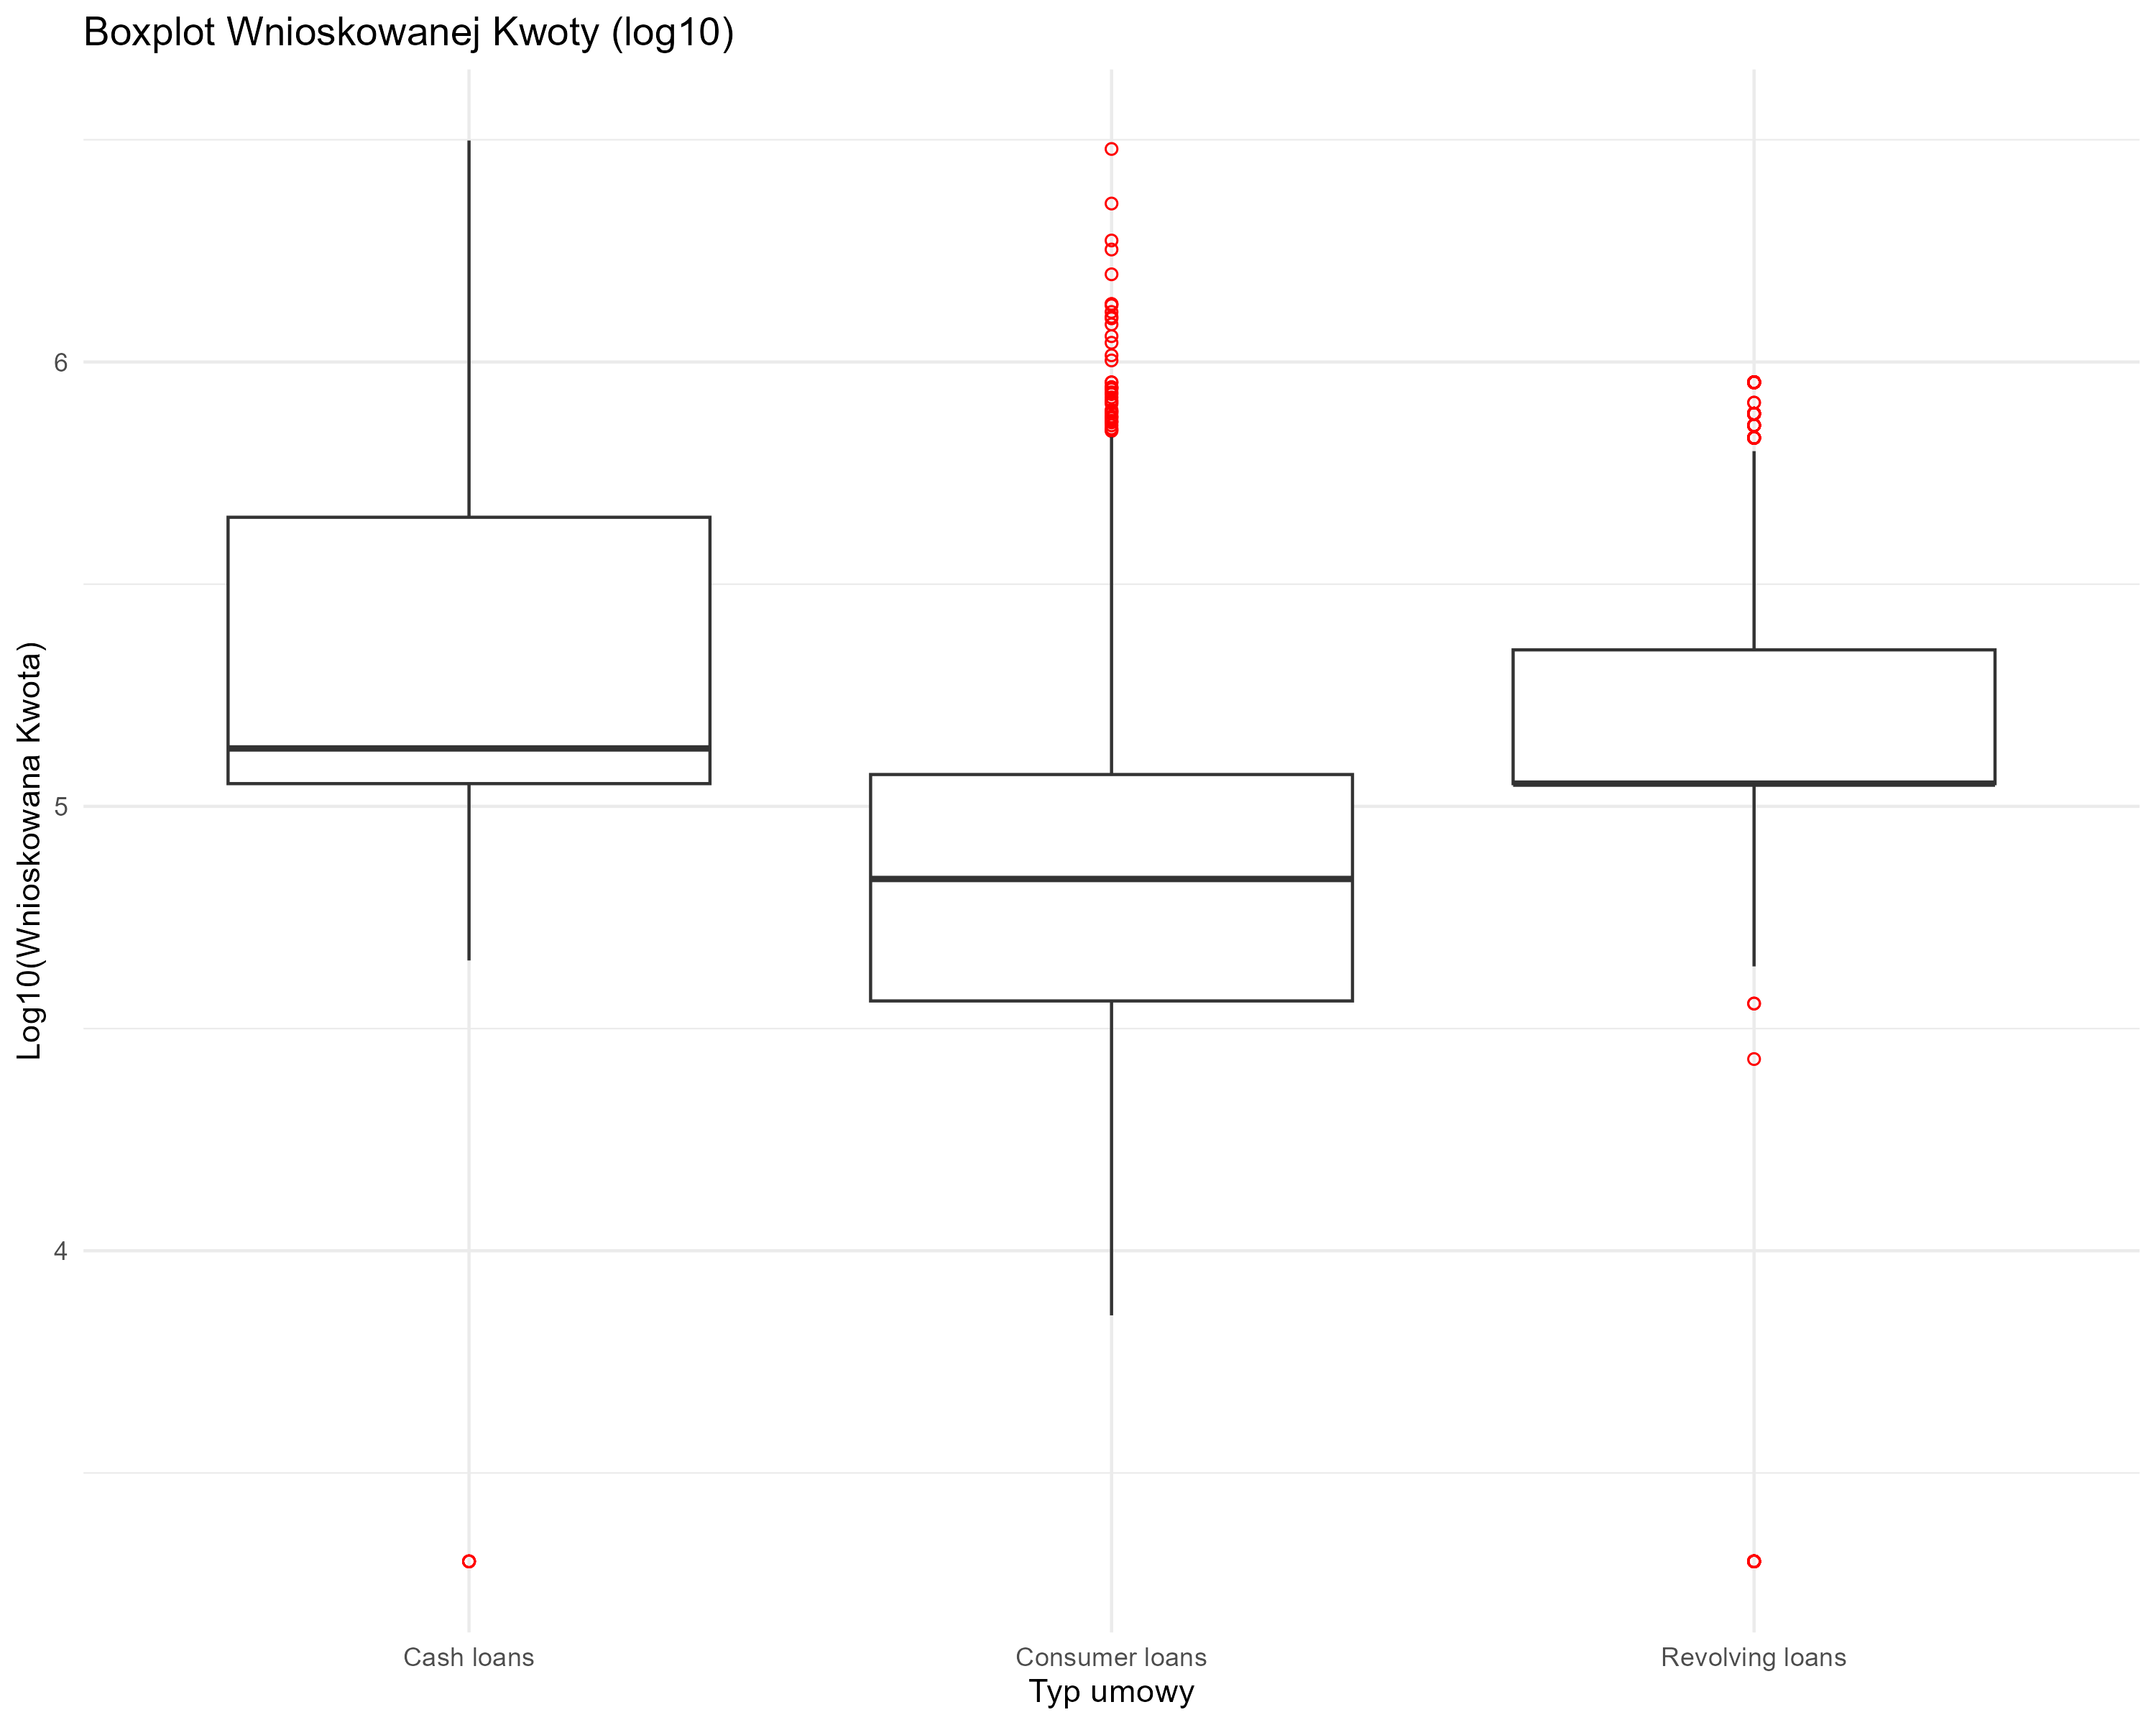 Boxplot Wnioskowanej Kwoty (log10)
Log10(Wnioskowana Kwota)
6
5
4
Cash loans
Consumer loans
Revolving loans
Typ umowy